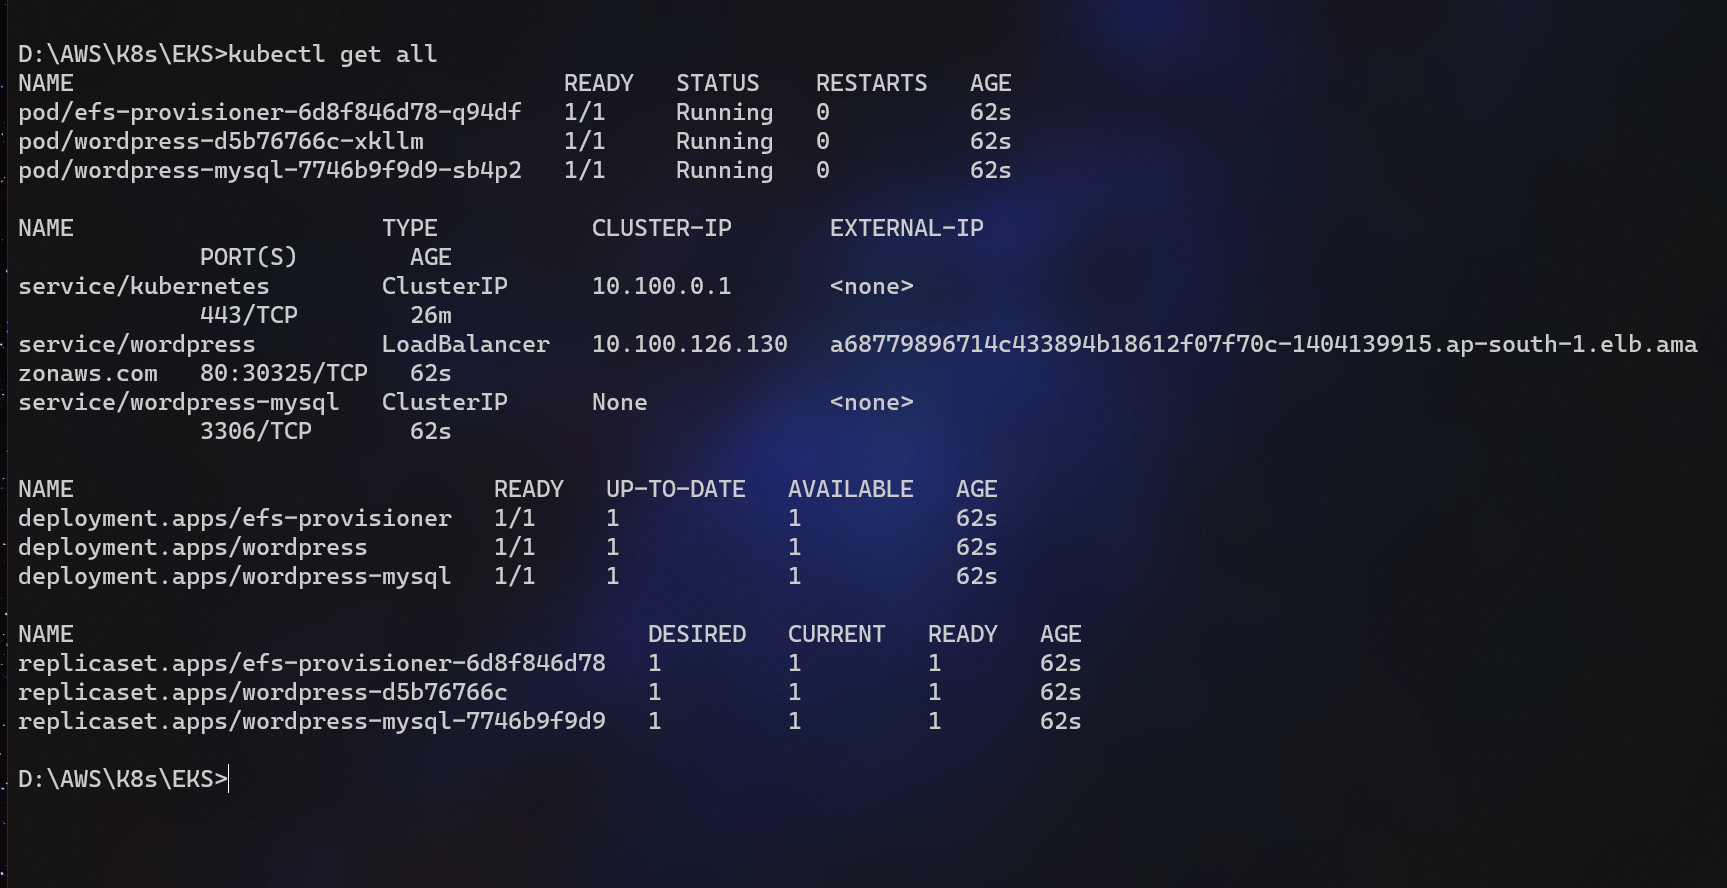 D:\AWS\K8s\EKS>kubectl get all
NAME                                   READY   STATUS    RESTARTS   AGE
pod/efs-provisioner-6d8f846d78-q94df   1/1     Running   0          62s
pod/wordpress-d5b76766c-xkllm          1/1     Running   0          62s
pod/wordpress-mysql-7746b9f9d9-sb4p2   1/1     Running   0          62s

NAME                      TYPE           CLUSTER-IP       EXTERNAL-IP
             PORT(S)        AGE
service/kubernetes        ClusterIP      10.100.0.1       <none>
             443/TCP        26m
service/wordpress         LoadBalancer   10.100.126.130   a68779896714c433894b18612f07f70c-1404139915.ap-south-1.elb.ama
zonaws.com   80:30325/TCP   62s
service/wordpress-mysql   ClusterIP      None             <none>
             3306/TCP       62s

NAME                              READY   UP-TO-DATE   AVAILABLE   AGE
deployment.apps/efs-provisioner   1/1     1            1           62s
deployment.apps/wordpress         1/1     1            1           62s
deployment.apps/wordpress-mysql   1/1     1            1           62s

NAME                                         DESIRED   CURRENT   READY   AGE
replicaset.apps/efs-provisioner-6d8f846d78   1         1         1       62s
replicaset.apps/wordpress-d5b76766c          1         1         1       62s
replicaset.apps/wordpress-mysql-7746b9f9d9   1         1         1       62s

D:\AWS\K8s\EKS>